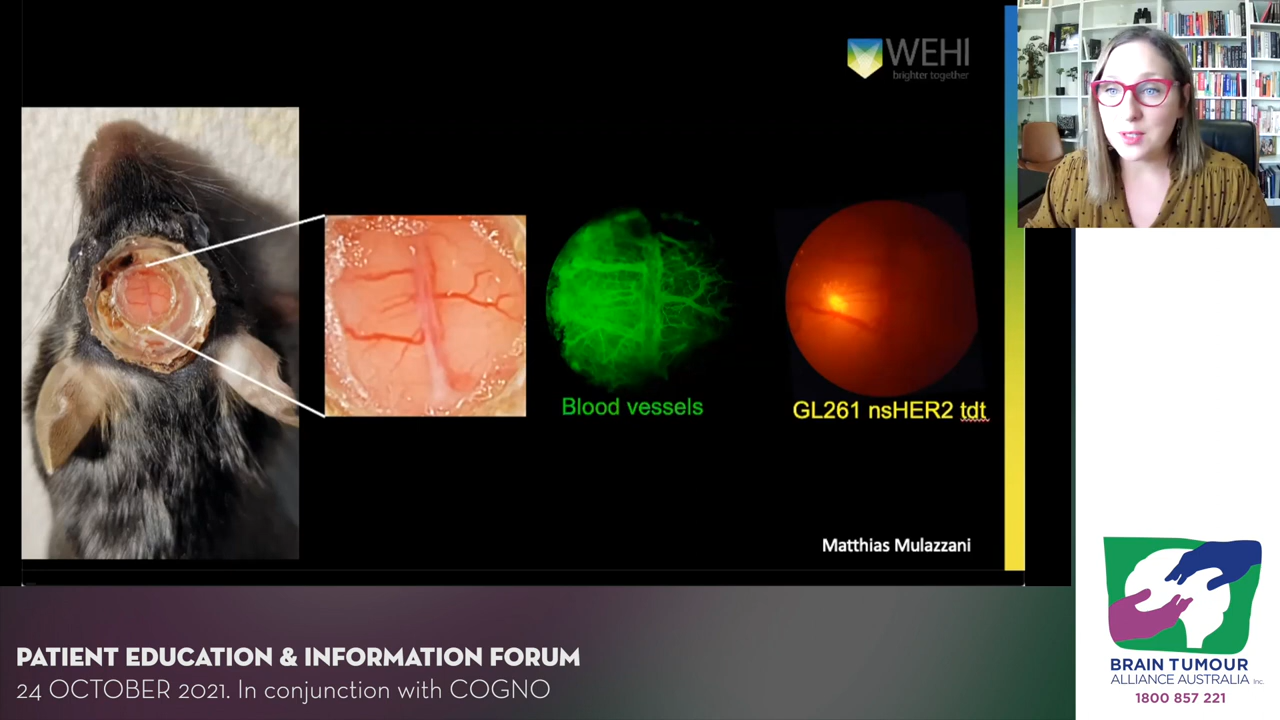 WEHI
brighter together
Blood vessels
GL261 nsHER2 tdt
Matthias Mulazzani
PATIENT EDUCATION & INFORMATION FORUM
24 OCTOBER 2021. In conjunction with COGNO
BRAIN TUMOUR
ALLIANCE AUSTRALIA Inc.
1800 857 221